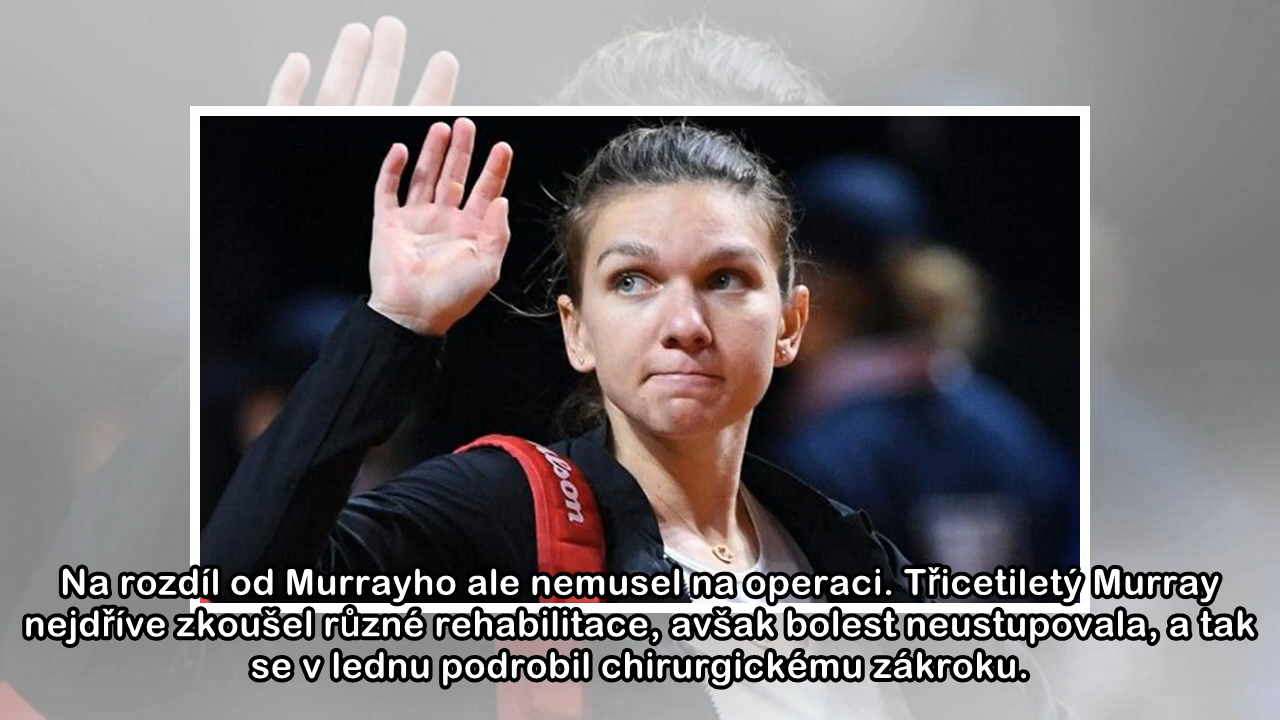 Wilson
Na rozdíl od Murrayho ale nemusel na operaci. Třicetiletý Murray
nejdříve zkoušel různé rehabilitace, avšak bolest neustupovala, a tak
se v lednu podrobil chirurgickému zákroku.